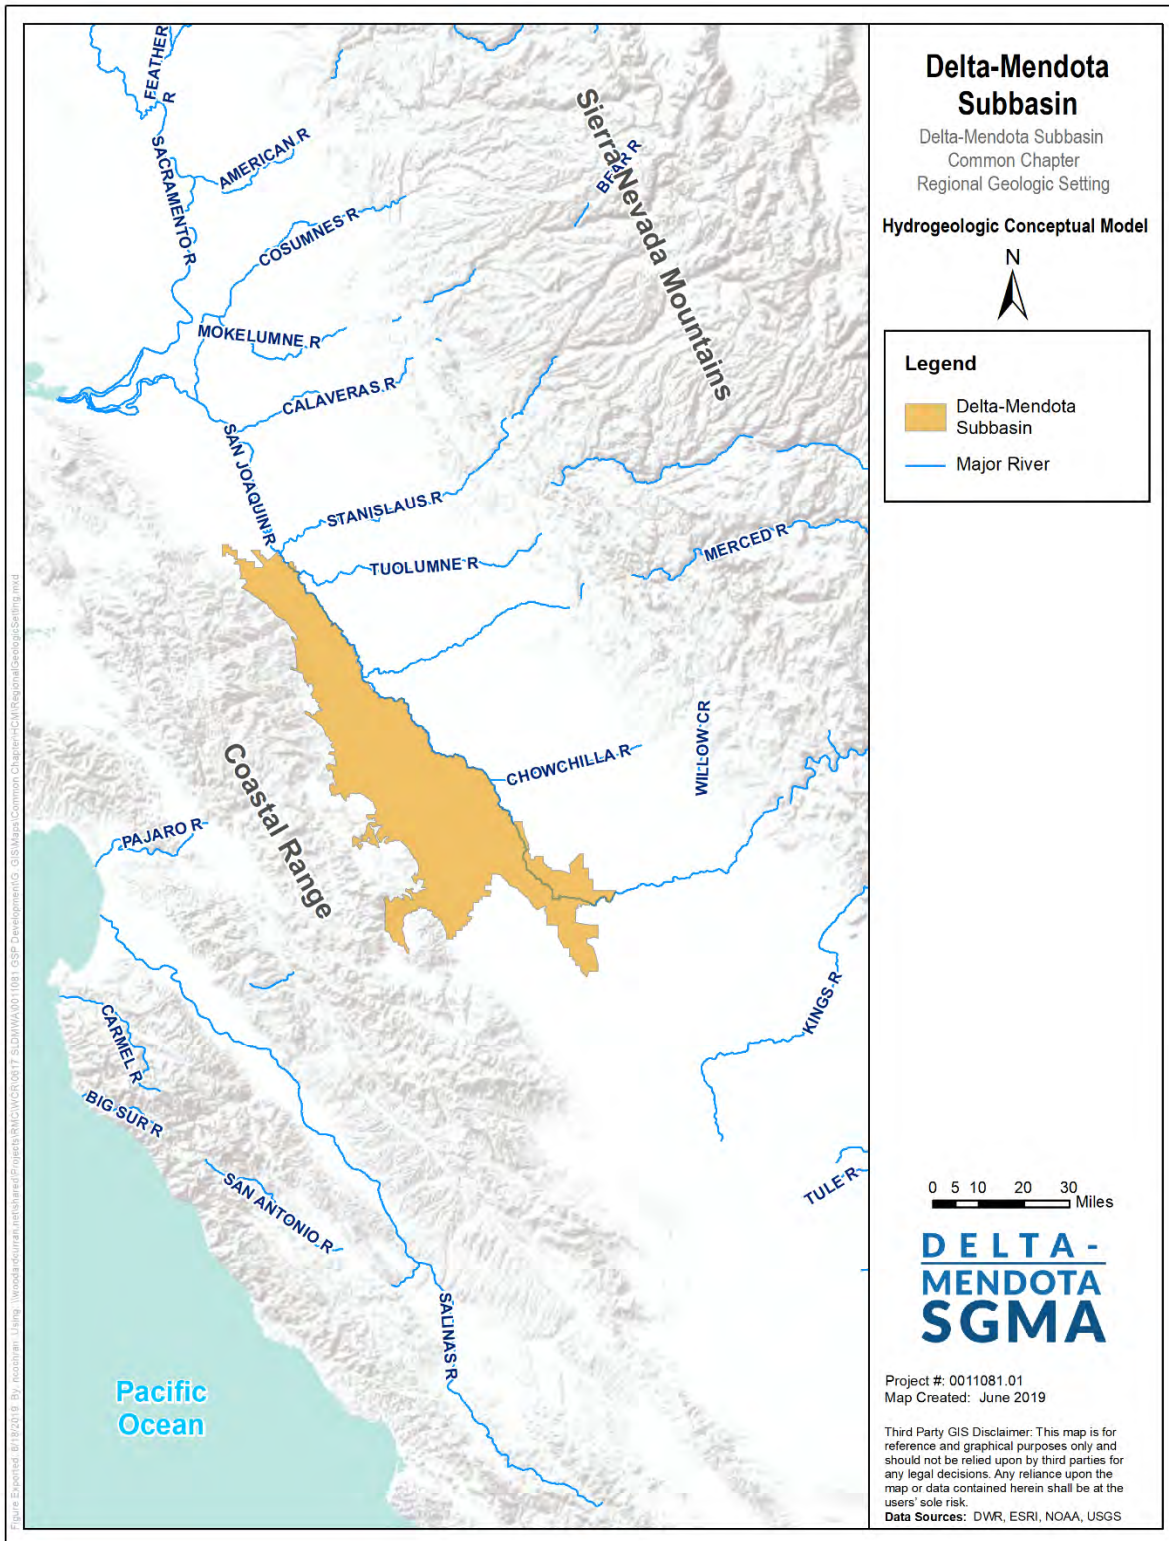 Delta-Mendota
Subbasin
Delta-Mendota Subbasin
Common Chapter
Regional Geologic Setting
Hydrogeologic Conceptual Model
N
Legend
Delta-Mendota
Subbasin
Major River
0 5 10 20 30
Miles
DELTA-
MENDOTA
SGMA
Project #: 0011081.01
Map Created: June 2019
Third Party GIS Disclaimer: This map is for
reference and graphical purposes only and
should not be relied upon by third parties for
any legal decisions. Any reliance upon the
map or data contained herein shall be at the
users' sole risk.
Data Sources: DWR, ESRI, NOAA, USGS
FEATHER
R
SACRAMENTO R
AMERICAN R
COSUMNES R
MOKELUMNE R
CALAVERAS R
SAN JOAQUIN R
STANISLAUS R
TUOLUMNE R
MERCED R
BEAR R
Sierra Nevada Mountains
CHOWCHILLA R
WILLOW CR
Coastal Range
PAJARO R
KINGS R
CARMEL R
BIG SUR R
SAN ANTONIO R
SALINAS R
TULE R
Pacific
Ocean